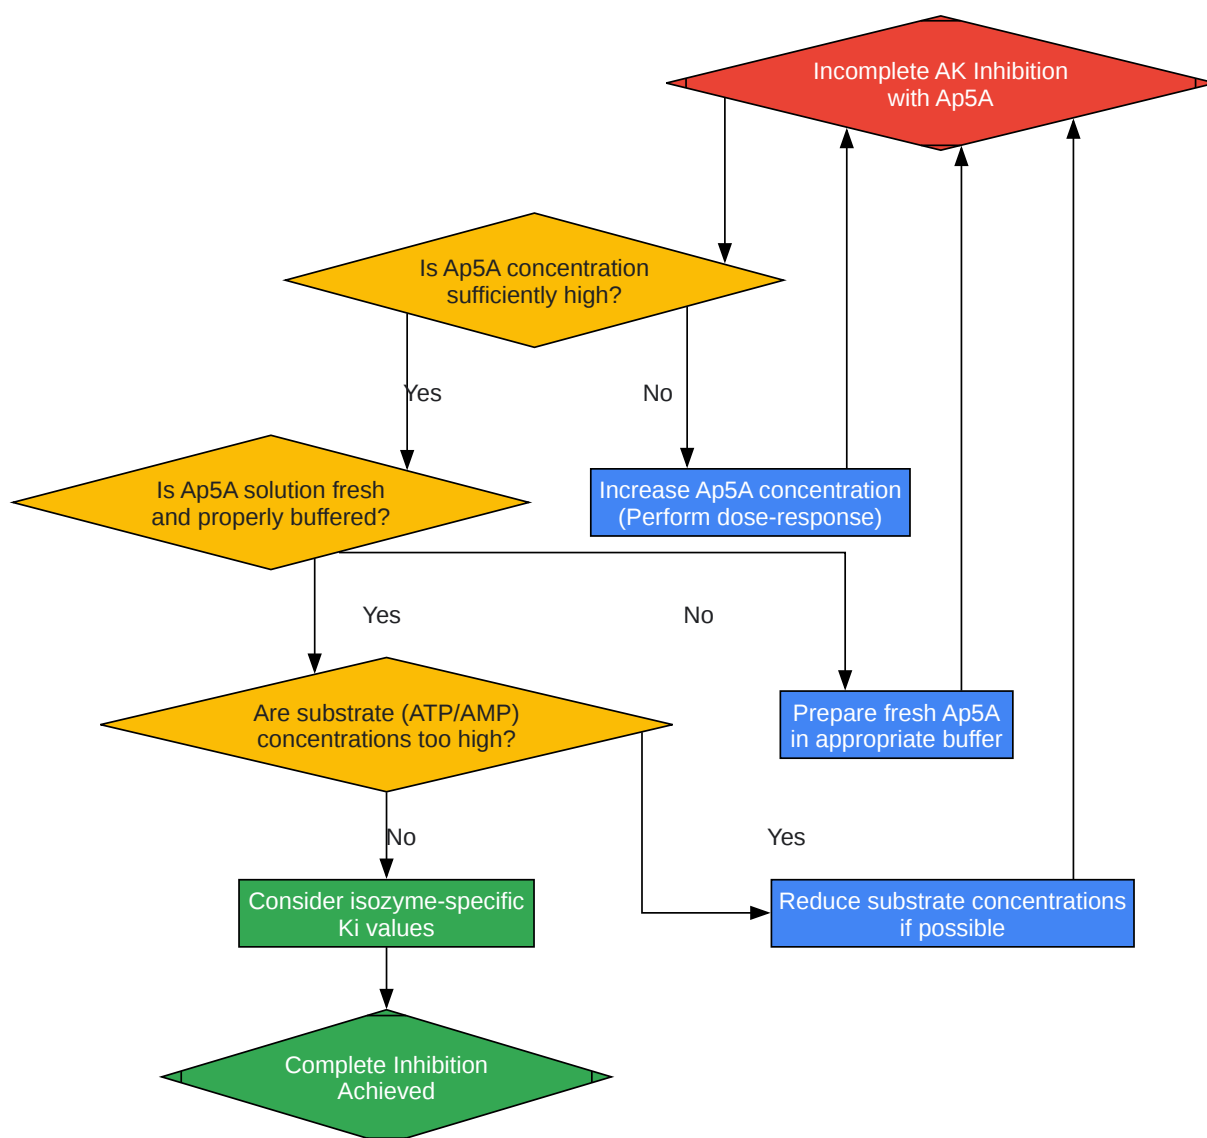 Incomplete AK Inhibition
with Ap5A
Is Ap5A concentration
sufficiently high?
Yes
No
Is Ap5A solution fresh
and properly buffered?
Increase Ap5A concentration
(Perform dose-response)
Yes
No
Are substrate (ATP/AMP)
concentrations too high?
Prepare fresh Ap5A
in appropriate buffer
No
Yes
Consider isozyme-specific
Ki values
Reduce substrate concentrations
if possible
Complete Inhibition
Achieved